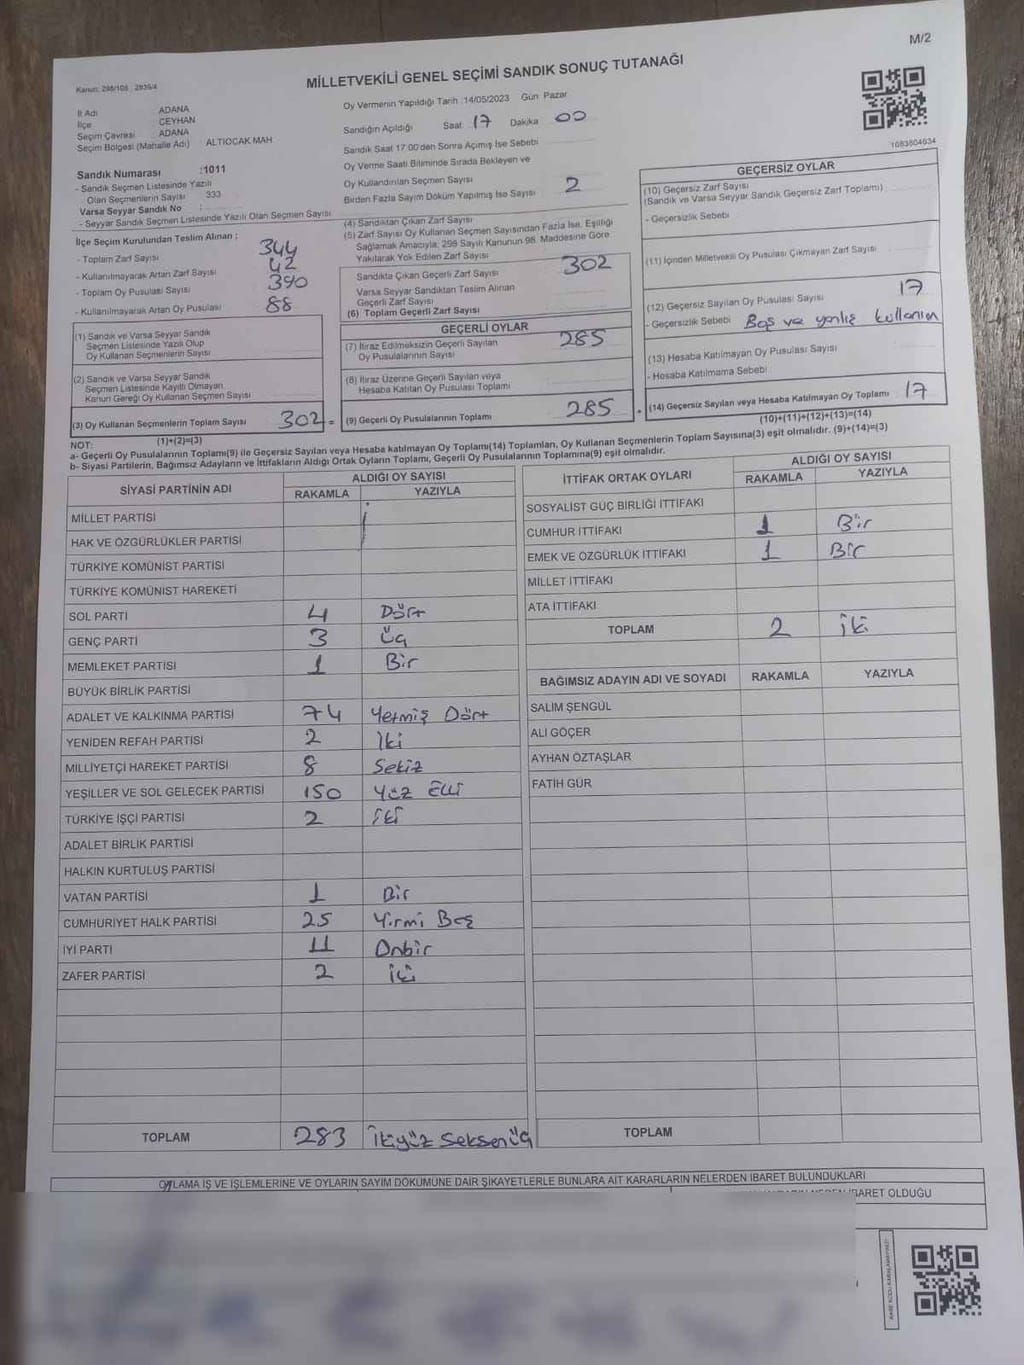 M/2
Kanun: 298/105 ; 2839/4
MİLLETVEKİLİ GENEL SEÇİMİ SANDIK SONUÇ TUTANAĞI
İl Adı ADANA
İlçe CEYHAN
Seçim Çevresi ADANA
Seçim Bölgesi (Mahalle Adı) ALTIOCAK MAH
Sandık Numarası :1011
- Sandık Seçmen Listesinde Yazılı
Olan Seçmenlerin Sayısı 333
Varsa Seyyar Sandık No :
- Seyyar Sandık Seçmen Listesinde Yazılı Olan Seçmen Sayısı
İlçe Seçim Kurulundan Teslim Alınan :
- Toplam Zarf Sayısı 344
- Kullanılmayarak Artan Zarf Sayısı 42
- Toplam Oy Pusulası Sayısı 390
- Kullanılmayarak Artan Oy Pusulası 88
(1) Sandık ve Varsa Seyyar Sandık
Seçmen Listesinde Yazılı Olup
Oy Kullanan Seçmenlerin Sayısı
(2) Sandık ve Varsa Seyyar Sandık
Seçmen Listesinde Kayıtlı Olmayan
Kanun Gereği Oy Kullanan Seçmen Sayısı
(3) Oy Kullanan Seçmenlerin Toplam Sayısı 302 =
(1)+(2)=(3)
Oy Vermenin Yapıldığı Tarih :14/05/2023 Gün Pazar
Sandığın Açıldığı Saat 17 Dakika 00
Sandık Saat 17:00'den Sonra Açılmış İse Sebebi
Oy Verme Saati Bitiminde Sırada Bekleyen ve
Oy Kullandırılan Seçmen Sayısı
Birden Fazla Sayım Döküm Yapılmış İse Sayısı 2
(4) Sandıktan Çıkan Zarf Sayısı
(5) Zarf Sayısı Oy Kullanan Seçmen Sayısından Fazla İse, Eşitliği
Sağlamak Amacıyla, 298 Sayılı Kanunun 98. Maddesine Göre
Yakılarak Yok Edilen Zarf Sayısı
Sandıkta Çıkan Geçerli Zarf Sayısı 302
Varsa Seyyar Sandıktan Teslim Alınan
Geçerli Zarf Sayısı
(6) Toplam Geçerli Zarf Sayısı
GEÇERLİ OYLAR
(7) İtiraz Edilmeksizin Geçerli Sayılan
Oy Pusulalarının Sayısı 285
(8) İtiraz Üzerine Geçerli Sayılan veya
Hesaba Katılan Oy Pusulası Toplamı
(9) Geçerli Oy Pusulalarının Toplamı 285 +
1083604034
GEÇERSİZ OYLAR
(10) Geçersiz Zarf Sayısı
(Sandık ve Varsa Seyyar Sandık Geçersiz Zarf Toplamı)
- Geçersizlik Sebebi
(11) İçinden Milletvekili Oy Pusulası Çıkmayan Zarf Sayısı
(12) Geçersiz Sayılan Oy Pusulası Sayısı 17
- Geçersizlik Sebebi Boş ve yanlış kullanım
(13) Hesaba Katılmayan Oy Pusulası Sayısı
- Hesaba Katılmama Sebebi
(14) Geçersiz Sayılan veya Hesaba Katılmayan Oy Toplamı 17
(10)+(11)+(12)+(13)=(14)
NOT:
a- Geçerli Oy Pusulalarının Toplamı(9) ile Geçersiz Sayılan veya Hesaba katılmayan Oy Toplamı(14) Toplamları, Oy Kullanan Seçmenlerin Toplam Sayısına(3) eşit olmalıdır. (9)+(14)=(3)
b- Siyasi Partilerin, Bağımsız Adayların ve İttifakların Aldığı Ortak Oyların Toplamı, Geçerli Oy Pusulalarının Toplamına(9) eşit olmalıdır.
SİYASİ PARTİNİN ADI ALDIĞI OY SAYISI
RAKAMLA YAZIYLA
MİLLET PARTİSİ
HAK VE ÖZGÜRLÜKLER PARTİSİ
TÜRKİYE KOMÜNİST PARTİSİ
TÜRKİYE KOMÜNİST HAREKETİ
SOL PARTİ 4 Dört
GENÇ PARTİ 3 Üç
MEMLEKET PARTİSİ 1 Bir
BÜYÜK BİRLİK PARTİSİ
ADALET VE KALKINMA PARTİSİ 74 Yetmiş Dört
YENİDEN REFAH PARTİSİ 2 İki
MİLLİYETÇİ HAREKET PARTİSİ 8 Sekiz
YEŞİLLER VE SOL GELECEK PARTİSİ 150 Yüz Elli
TÜRKİYE İŞÇİ PARTİSİ 2 iki
ADALET BİRLİK PARTİSİ
HALKIN KURTULUŞ PARTİSİ
VATAN PARTİSİ 1 Bir
CUMHURİYET HALK PARTİSİ 25 Yirmi Beş
İYİ PARTİ 11 Onbir
ZAFER PARTİSİ 2 iki
TOPLAM 283 İkiyüz Seksen üç
İTTİFAK ORTAK OYLARI ALDIĞI OY SAYISI
RAKAMLA YAZIYLA
SOSYALİST GÜÇ BİRLİĞİ İTTİFAKI
CUMHUR İTTİFAKI 1 Bir
EMEK VE ÖZGÜRLÜK İTTİFAKI 1 Bir
MİLLET İTTİFAKI
ATA İTTİFAKI
TOPLAM 2 iki
BAĞIMSIZ ADAYIN ADI VE SOYADI RAKAMLA YAZIYLA
SALIM ŞENGÜL
ALİ GÖÇER
AYHAN ÖZTAŞLAR
FATİH GÜR
TOPLAM
OYLAMA İŞ VE İŞLEMLERİNE VE OYLARIN SAYIM DÖKÜMÜNE DAİR ŞİKAYETLERLE BUNLARA AİT KARARLARIN NELERDEN İBARET BULUNDUKLARI
İBARET OLDUĞU